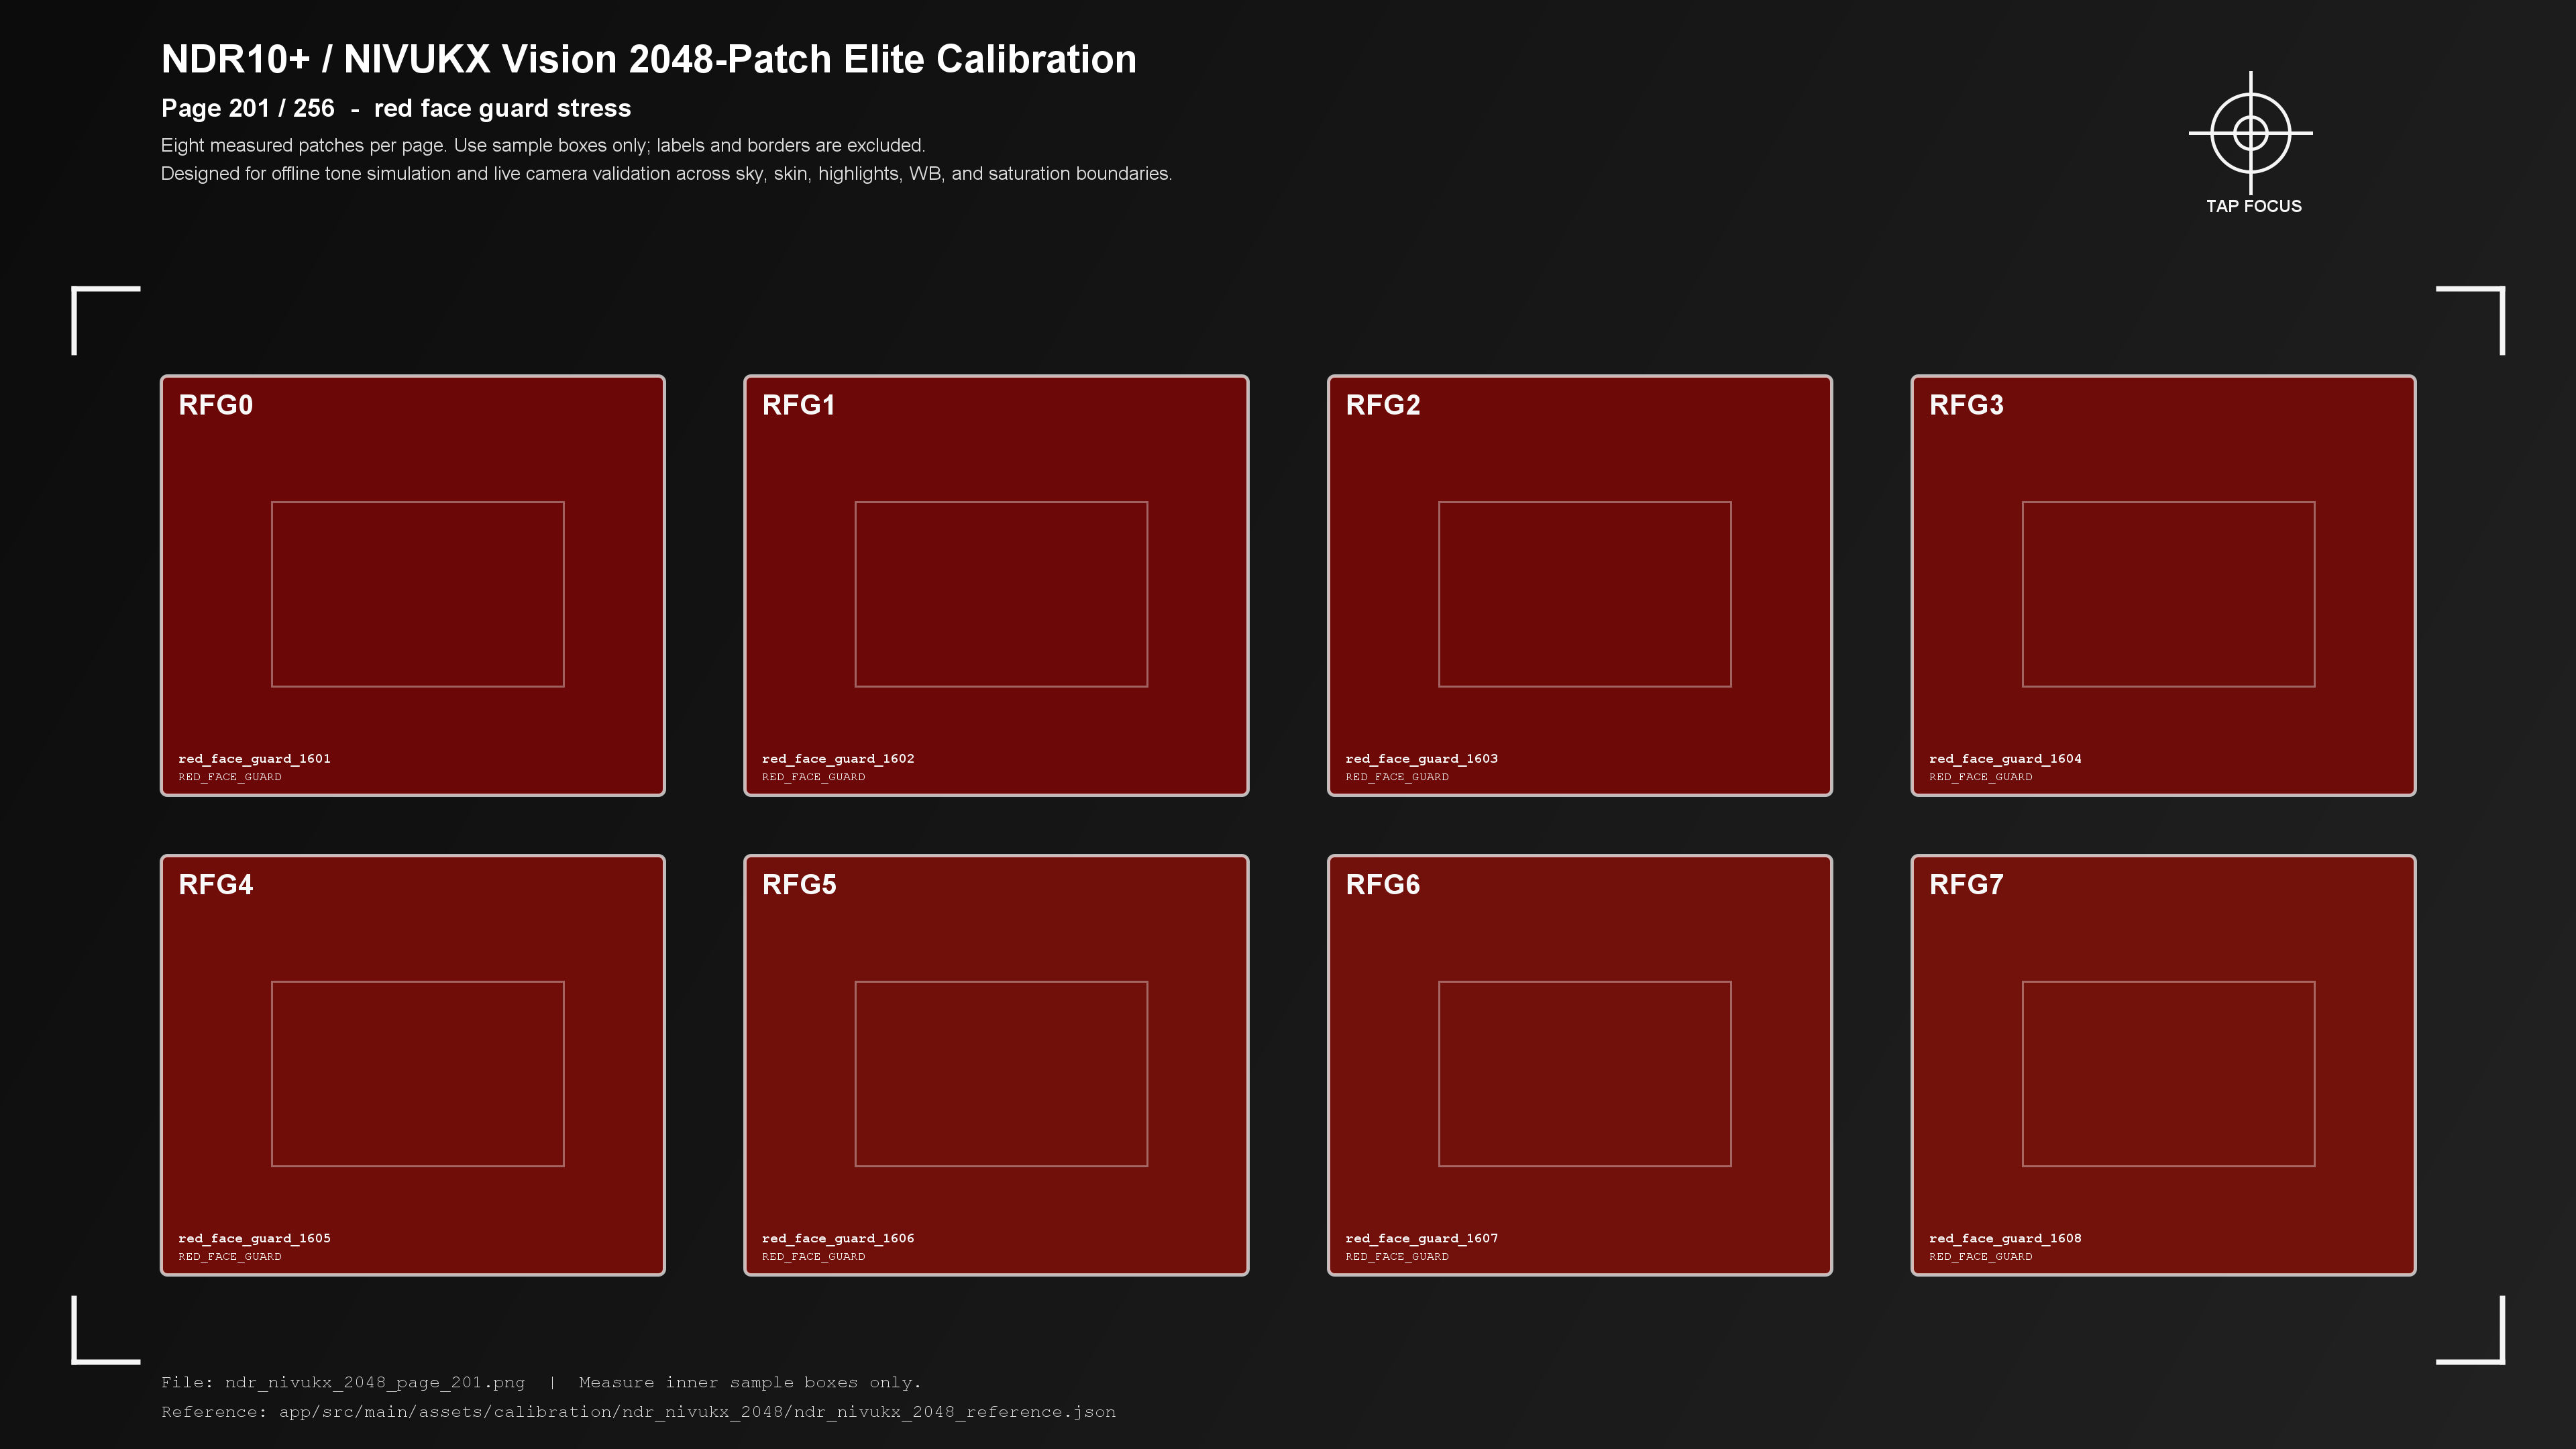 NDR10+ / NIVUKX Vision 2048-Patch Elite Calibration
Page 201 / 256 - red face guard stress
Eight measured patches per page. Use sample boxes only; labels and borders are excluded.
Designed for offline tone simulation and live camera validation across sky, skin, highlights, WB, and saturation boundaries.
TAP FOCUS
RFG0
red_face_guard_1601
RED_FACE_GUARD
RFG1
red_face_guard_1602
RED_FACE_GUARD
RFG2
red_face_guard_1603
RED_FACE_GUARD
RFG3
red_face_guard_1604
RED_FACE_GUARD
RFG4
red_face_guard_1605
RED_FACE_GUARD
RFG5
red_face_guard_1606
RED_FACE_GUARD
RFG6
red_face_guard_1607
RED_FACE_GUARD
RFG7
red_face_guard_1608
RED_FACE_GUARD
File: ndr_nivukx_2048_page_201.png | Measure inner sample boxes only.
Reference: app/src/main/assets/calibration/ndr_nivukx_2048/ndr_nivukx_2048_reference.json